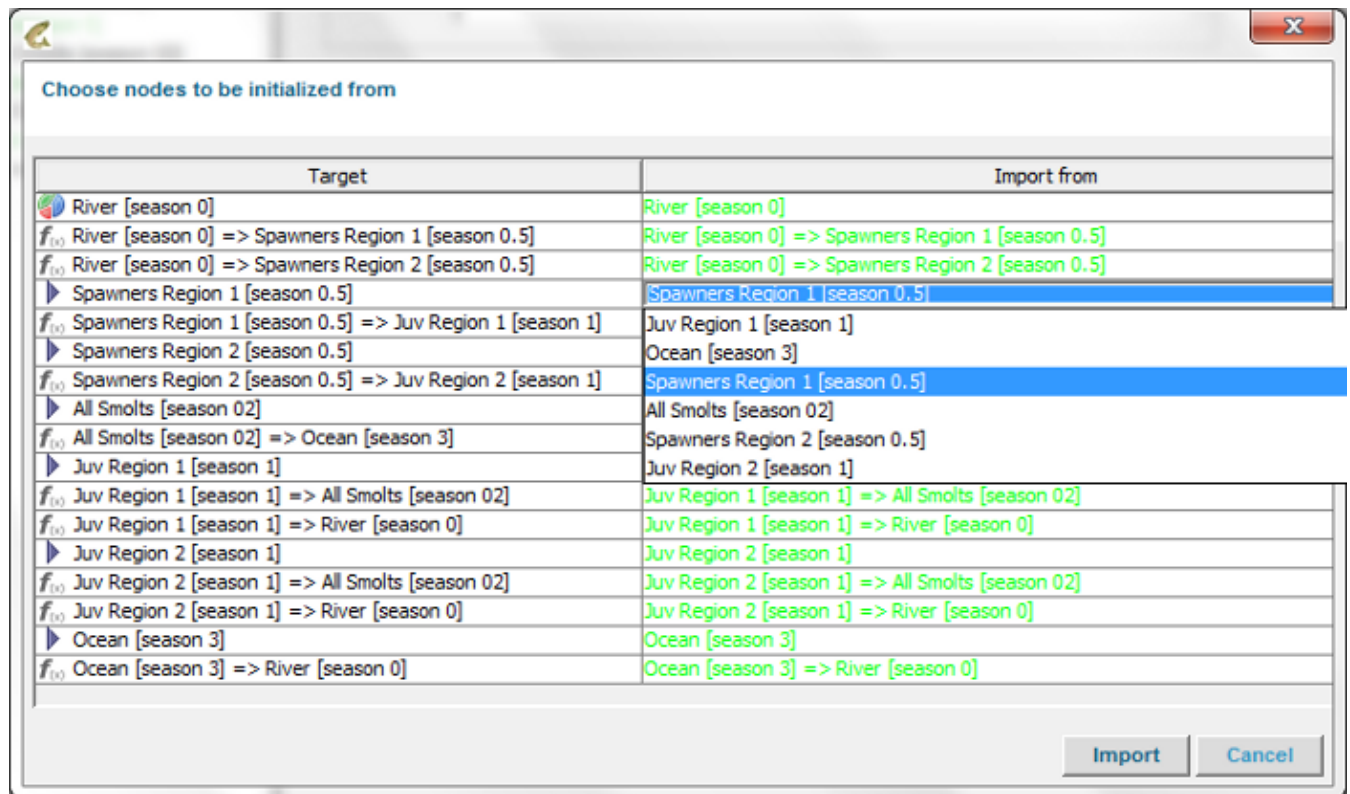 x
Choose nodes to be initialized from
Target Import from
River [season 0] River [season 0]
f(x) River [season 0] => Spawners Region 1 [season 0.5] River [season 0] => Spawners Region 1 [season 0.5]
f(x) River [season 0] => Spawners Region 2 [season 0.5] River [season 0] => Spawners Region 2 [season 0.5]
Spawners Region 1 [season 0.5] Spawners Region 1 [season 0.5]
f(x) Spawners Region 1 [season 0.5] => Juv Region 1 [season 1] Juv Region 1 [season 1]
Spawners Region 2 [season 0.5] Ocean [season 3]
f(x) Spawners Region 2 [season 0.5] => Juv Region 2 [season 1] Spawners Region 1 [season 0.5]
All Smolts [season 02] All Smolts [season 02]
f(x) All Smolts [season 02] => Ocean [season 3] Spawners Region 2 [season 0.5]
Juv Region 1 [season 1] Juv Region 2 [season 1]
f(x) Juv Region 1 [season 1] => All Smolts [season 02] Juv Region 1 [season 1] => All Smolts [season 02]
f(x) Juv Region 1 [season 1] => River [season 0] Juv Region 1 [season 1] => River [season 0]
Juv Region 2 [season 1] Juv Region 2 [season 1]
f(x) Juv Region 2 [season 1] => All Smolts [season 02] Juv Region 2 [season 1] => All Smolts [season 02]
f(x) Juv Region 2 [season 1] => River [season 0] Juv Region 2 [season 1] => River [season 0]
Ocean [season 3] Ocean [season 3]
f(x) Ocean [season 3] => River [season 0] Ocean [season 3] => River [season 0]
Import Cancel